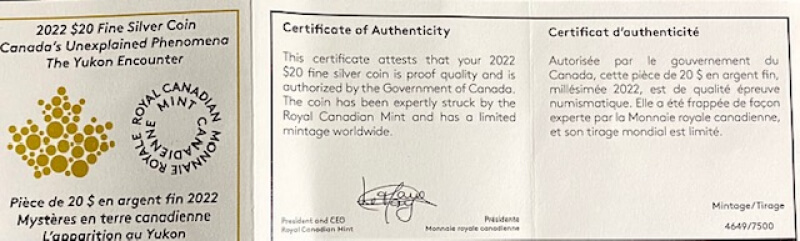 2022 $20 Fine Silver Coin
Canada's Unexplained Phenomena
The Yukon Encounter
ROYAL CANADIAN MINT
MONNAIE ROYALE CANADIENNE
Pièce de 20 $ en argent fin 2022
Mystères en terre canadienne
L'apparition au Yukon
Certificate of Authenticity
This certificate attests that your 2022
$20 fine silver coin is proof quality and is
authorized by the Government of Canada.
The coin has been expertly struck by the
Royal Canadian Mint and has a limited
mintage worldwide.
President and CEO
Royal Canadian Mint
Présidente
Monnaie royale canadienne
Certificat d'authenticité
Autorisée par le gouvernement du
Canada, cette pièce de 20 $ en argent fin,
millésimée 2022, est de qualité épreuve
numismatique. Elle a été frappée de façon
experte par la Monnaie royale canadienne,
et son tirage mondial est limité.
Mintage/Tirage
4649/7500